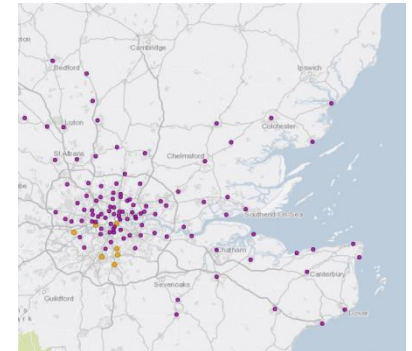 Cambridge
Bedford
Ipswich
Luton
Colchester
St Albans
Chelmsford
Southend-On-Sea
Chatham
Canterbury
Sevenoaks
Guildford
Dover